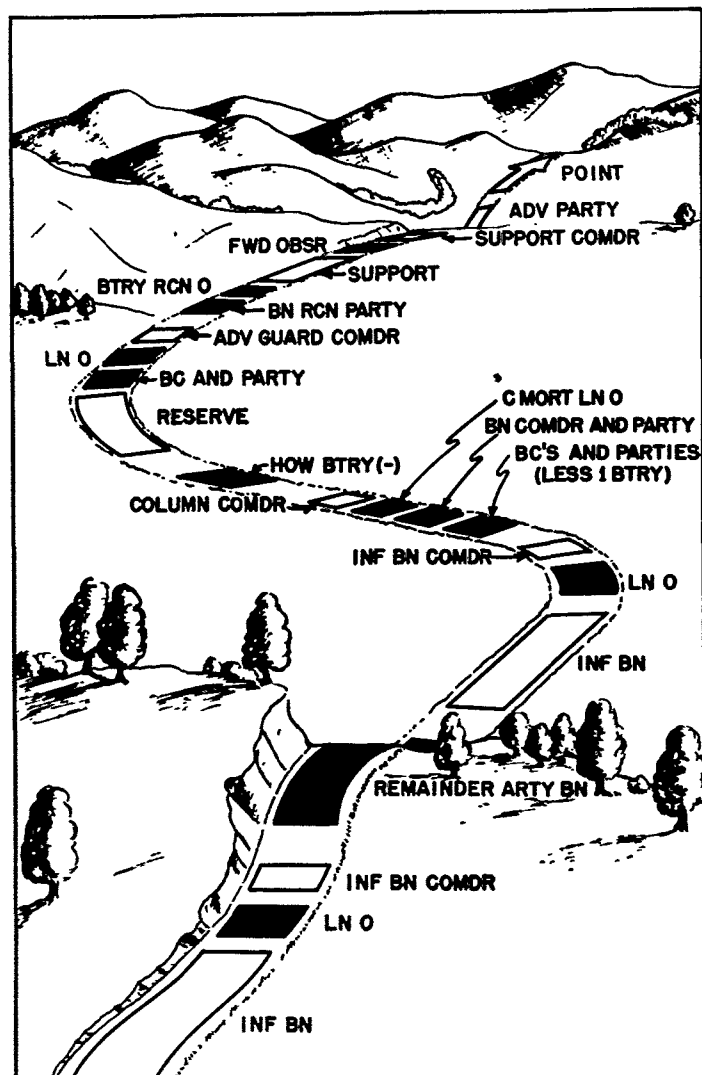 POINT
ADV PARTY
FWD OBSR
SUPPORT COMDR
SUPPORT
BTRY RCN O
BN RCN PARTY
ADV GUARD COMDR
LN O
BC AND PARTY
C MORT LN O
RESERVE
BN COMDR AND PARTY
BC'S AND PARTIES
(LESS 1 BTRY)
HOW BTRY (-)
COLUMN COMDR
INF BN COMDR
LN O
INF BN
REMAINDER ARTY BN
INF BN COMDR
LN O
INF BN